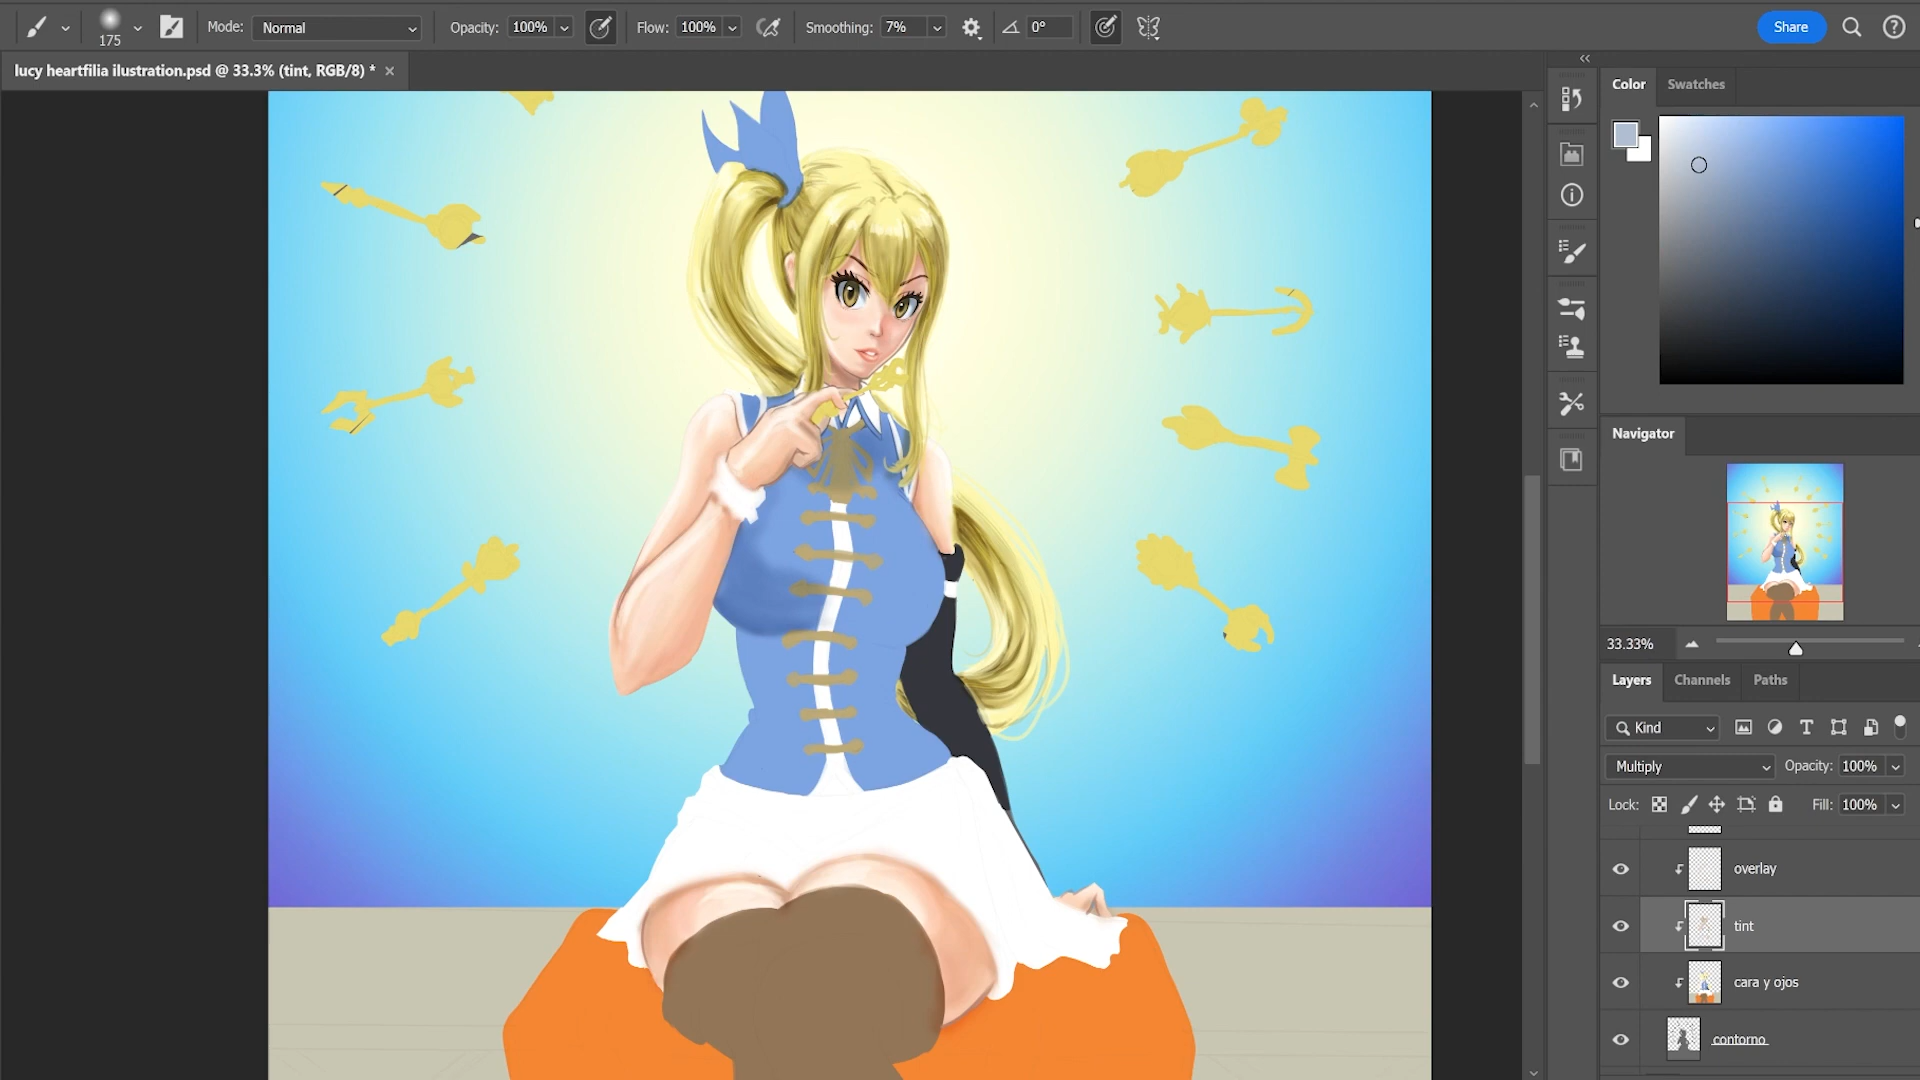 175
Mode: Normal
Opacity: 100%
Flow: 100%
Smoothing: 7%
0°
Share
lucy heartfilia ilustration.psd @ 33.3% (tint, RGB/8) * ×
Color Swatches
Navigator
33.33%
Layers Channels Paths
Kind
Multiply Opacity: 100%
Lock: Fill: 100%
overlay
tint
cara y ojos
contorno